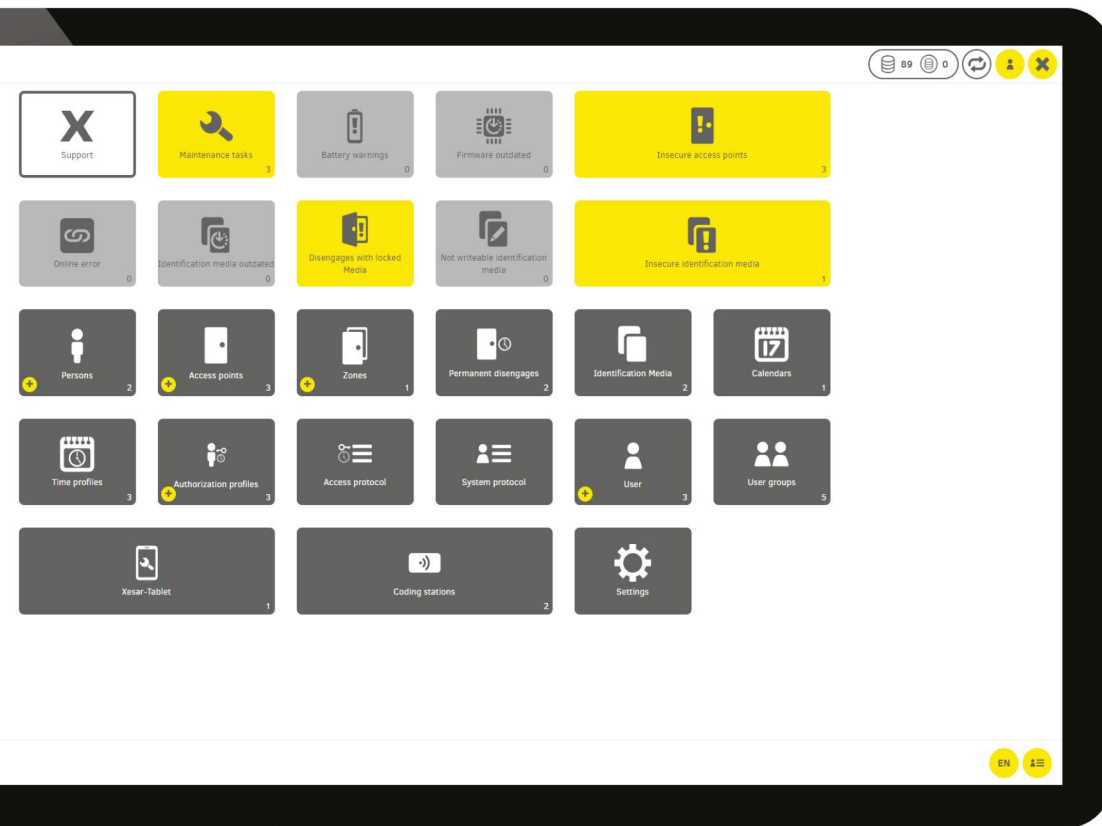 89 0
X
Support
Maintenance tasks
3
Battery warnings
0
Firmware outdated
0
Insecure access points
3
Online error
0
Identification media outdated
0
Disengages with locked
Media
Not writeable identification
media
0
Insecure identification media
1
Persons
2
Access points
3
Zones
1
Permanent disengages
2
Identification Media
2
17
Calendars
1
Time profiles
3
Authorization profiles
3
Access protocol
System protocol
User
3
User groups
5
Xesar-Tablet
1
Coding stations
2
Settings
EN